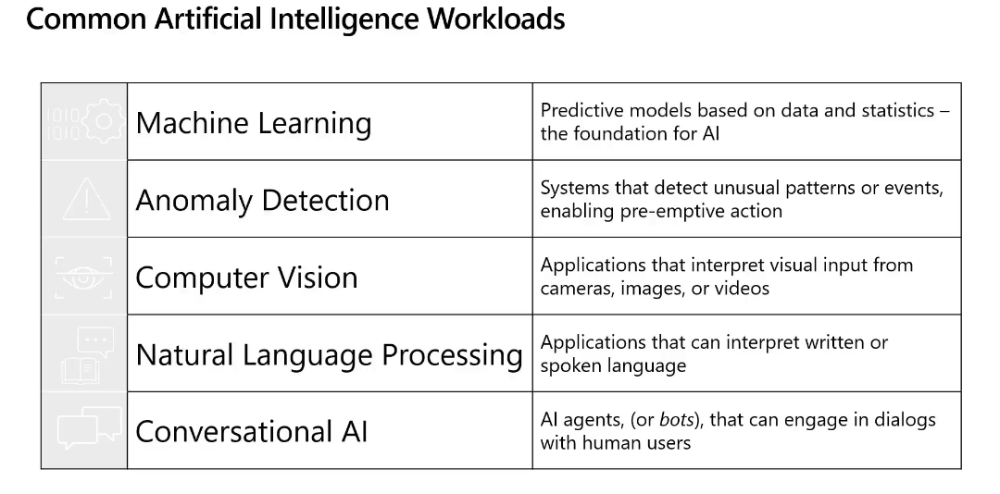 Common Artificial Intelligence Workloads
Machine Learning
Predictive models based on data and statistics –
the foundation for AI
Anomaly Detection
Systems that detect unusual patterns or events,
enabling pre-emptive action
Computer Vision
Applications that interpret visual input from
cameras, images, or videos
Natural Language Processing
Applications that can interpret written or
spoken language
Conversational AI
AI agents, (or bots), that can engage in dialogs
with human users